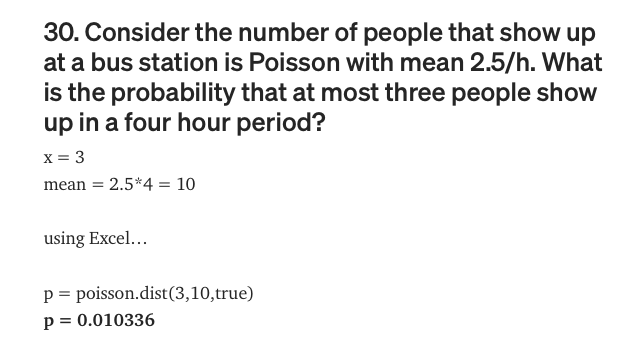 30. Consider the number of people that show up
at a bus station is Poisson with mean 2.5/h. What
is the probability that at most three people show
up in a four hour period?
x = 3
mean = 2.5*4 = 10
using Excel…
p = poisson.dist(3,10,true)
p = 0.010336